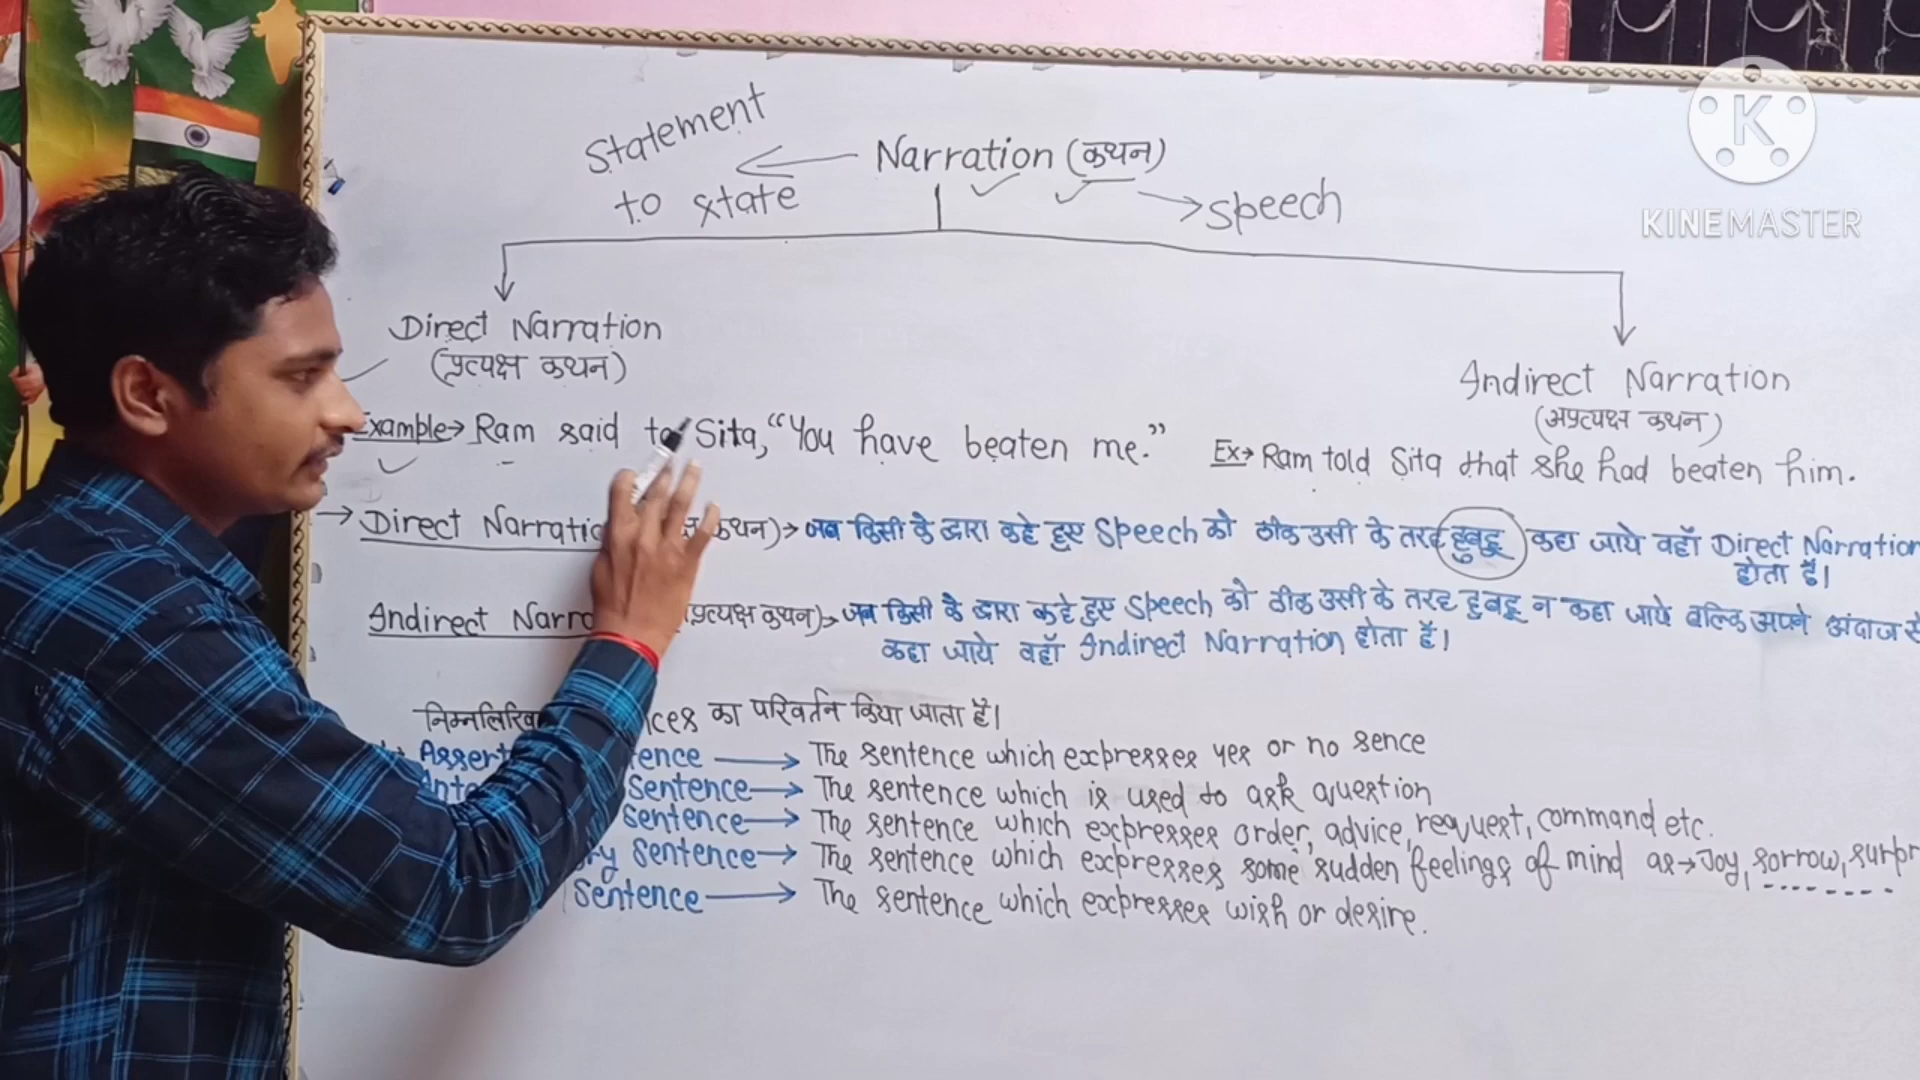 Statement
to state
Narration (कथन)
speech
K
KINEMASTER
Direct Narration
(प्रत्यक्ष कथन)
Indirect Narration
(अप्रत्यक्ष कथन)
Example→ Ram said to Sita, “You have beaten me.”
Ex→ Ram told Sita that she had beaten him.
→ Direct कथन)→ जब किसी के द्वारा कहे हुए Speech को ठीक उसी के तरह हुबहू कहा जाये वहाँ Direct Narration
होता है।
Indirect प्रत्यक्ष कथन)→ जब किसी के द्वारा कहे हुए Speech को ठीक उसी के तरह हुबहू न कहा जाये बल्कि अपने अंदाज से
कहा जाये वहाँ Indirect Narration होता है।
का परिवर्तन किया जाता है।
→ The sentence which expresses yes or no sence
Sentence → The sentence which is used to ask question
Sentence → The sentence which expresses order, advice, request, command etc.
Sentence → The sentence which expresses some sudden feelings of mind as→ Joy, sorrow,
Sentence → The sentence which expresses wish or desire.